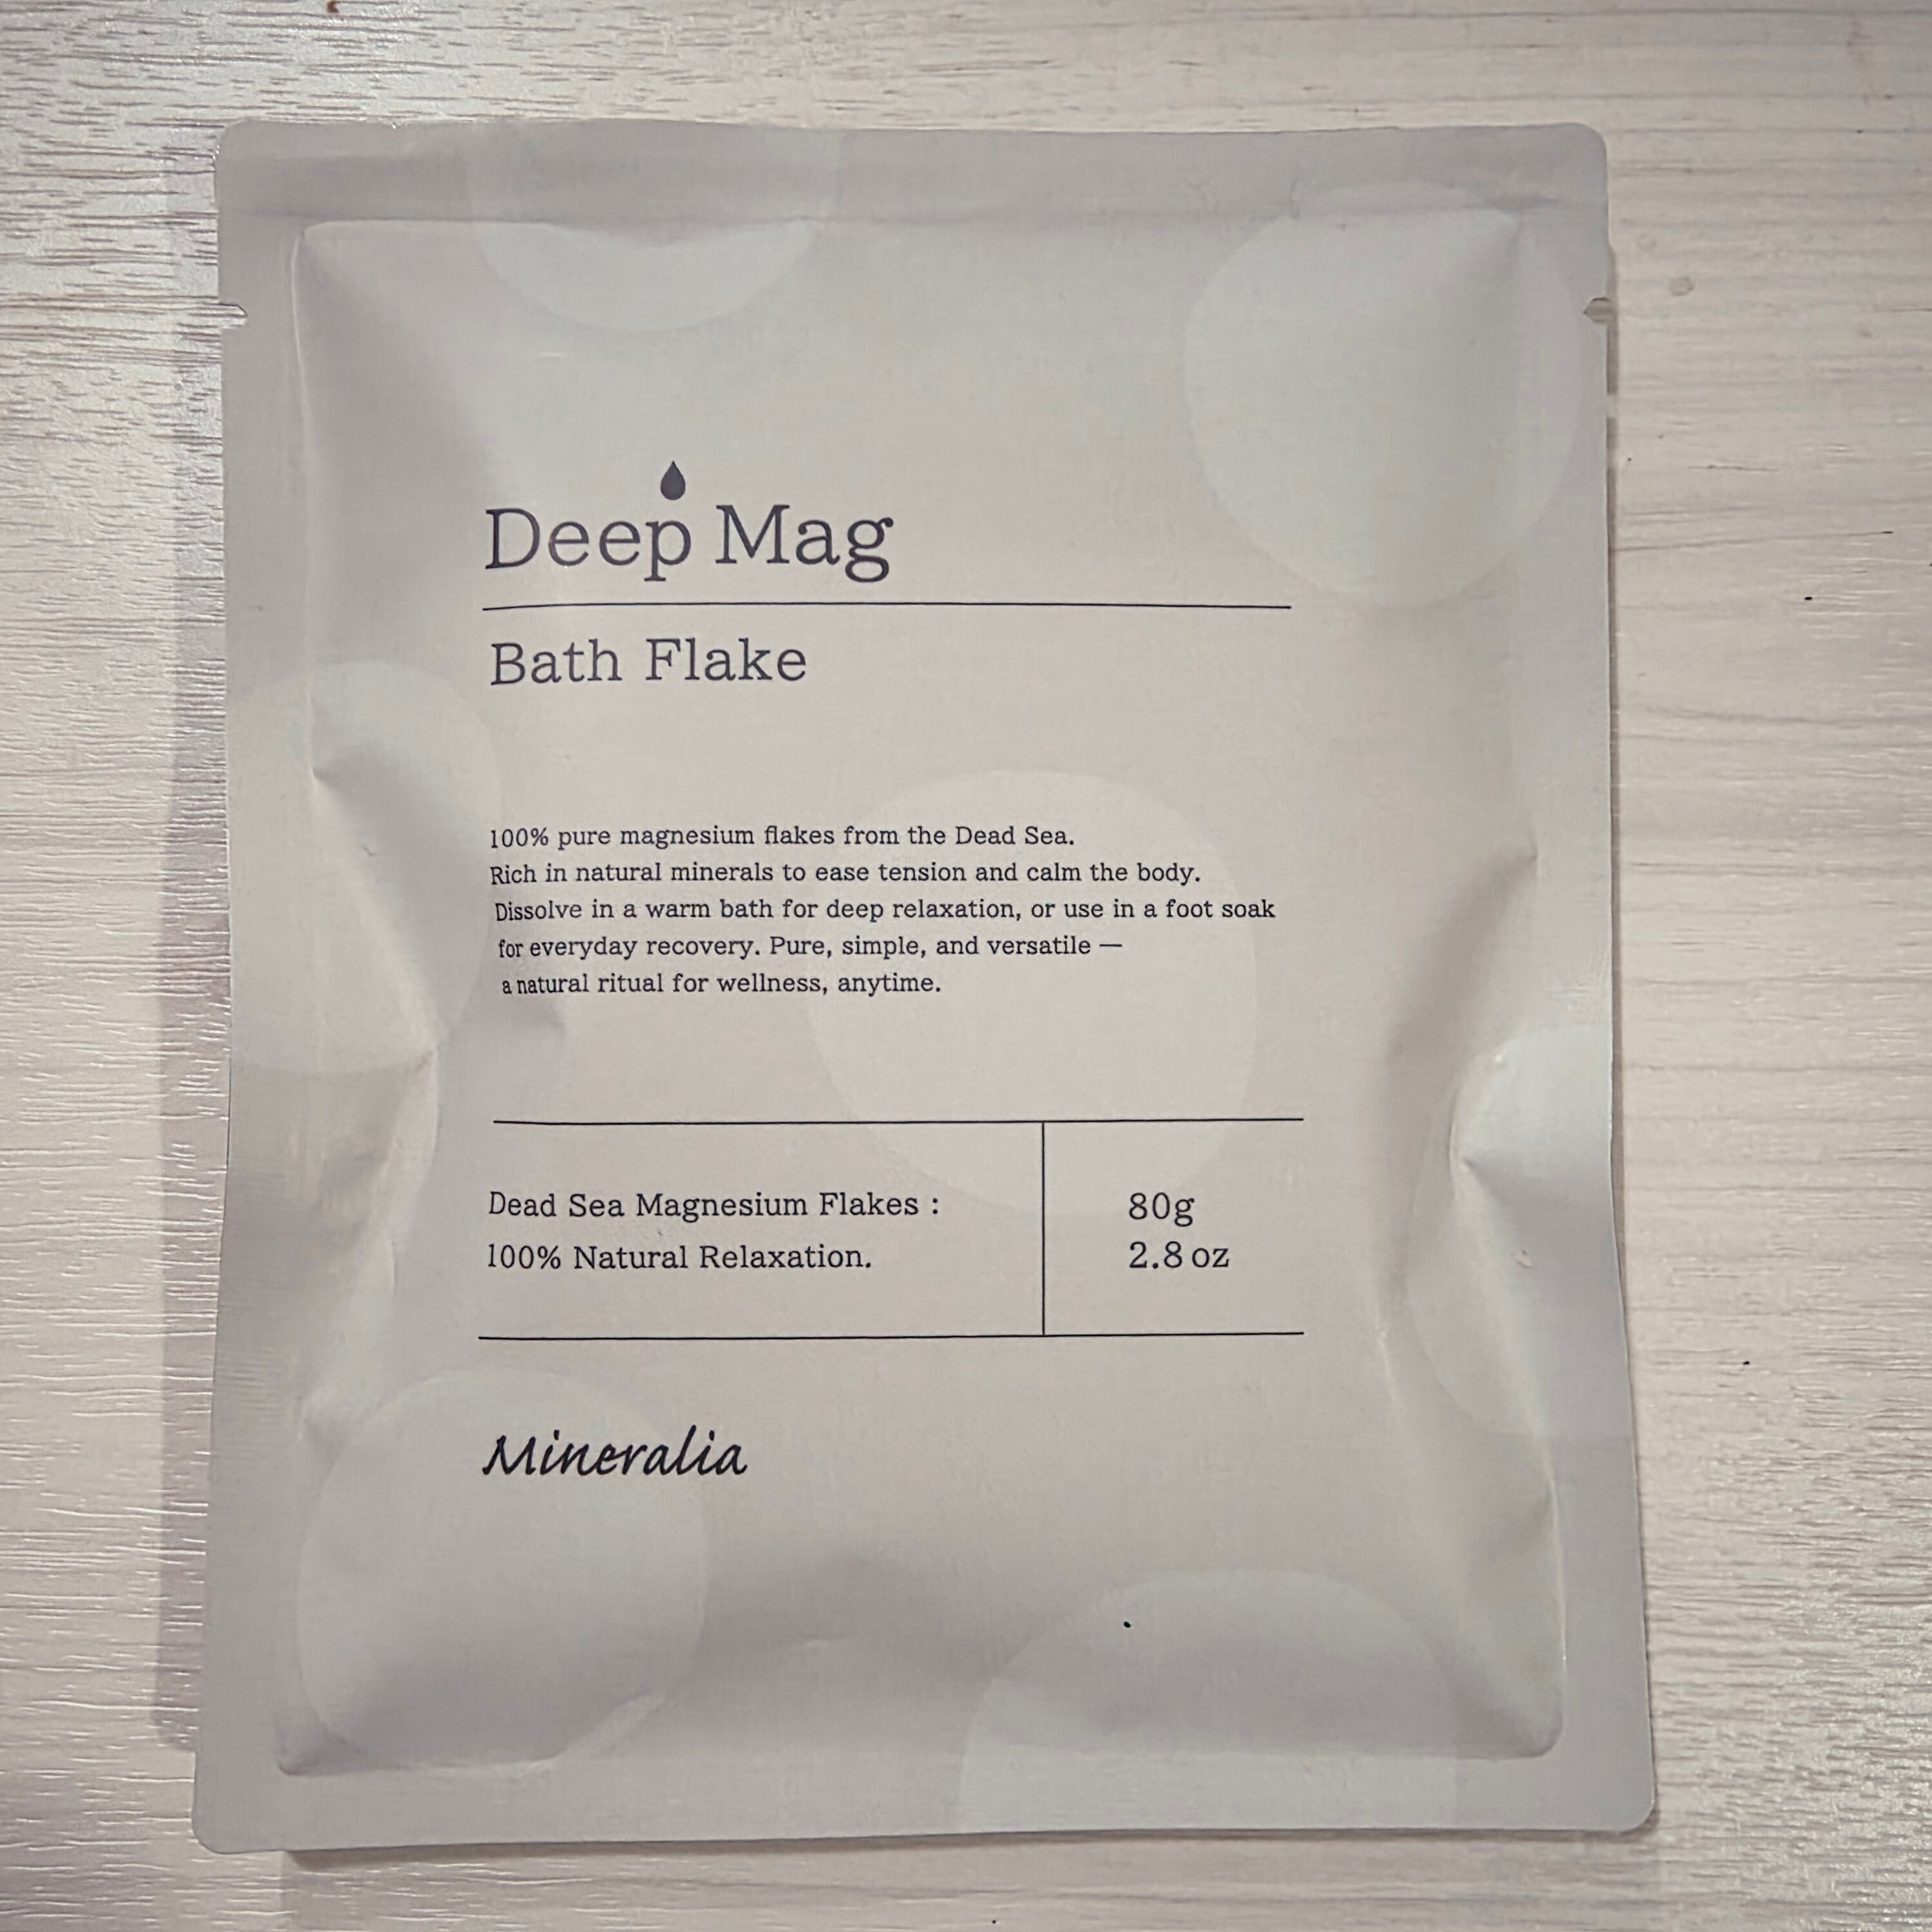 Deep Mag
Bath Flake
100% pure magnesium flakes from the Dead Sea.
Rich in natural minerals to ease tension and calm the body.
Dissolve in a warm bath for deep relaxation, or use in a foot soak
for everyday recovery. Pure, simple, and versatile —
a natural ritual for wellness, anytime.
Dead Sea Magnesium Flakes :
100% Natural Relaxation.
80g
2.8 oz
Mineralia